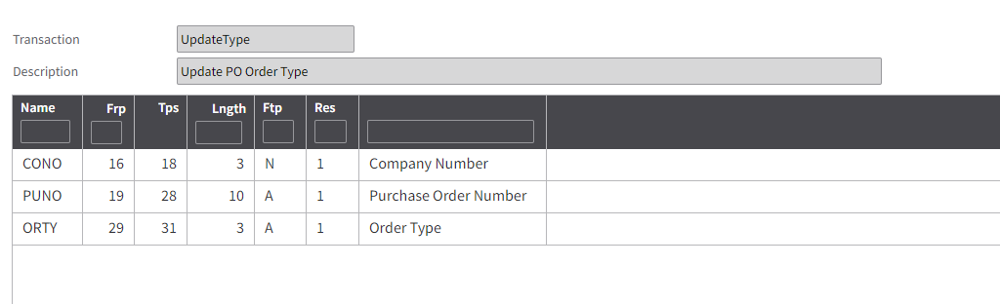 Transaction UpdateType
Description Update PO Order Type
Name Frp Tps Lngth Ftp Res
CONO 16 18 3 N 1 Company Number
PUNO 19 28 10 A 1 Purchase Order Number
ORTY 29 31 3 A 1 Order Type